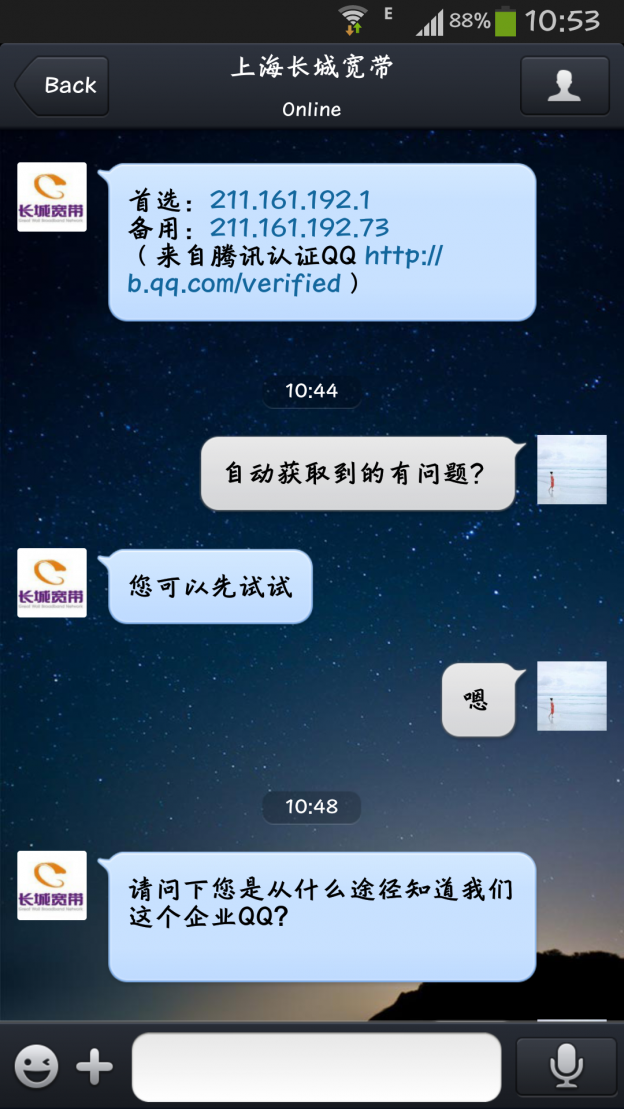 E 88% 10:53
Back
上海长城宽带
Online
长城宽带
首选：211.161.192.1
备用：211.161.192.73
（来自腾讯认证QQ http://
b.qq.com/verified ）
10:44
自动获取到的有问题?
长城宽带
您可以先试试
嗯
10:48
长城宽带
请问下您是从什么途径知道我们
这个企业QQ?